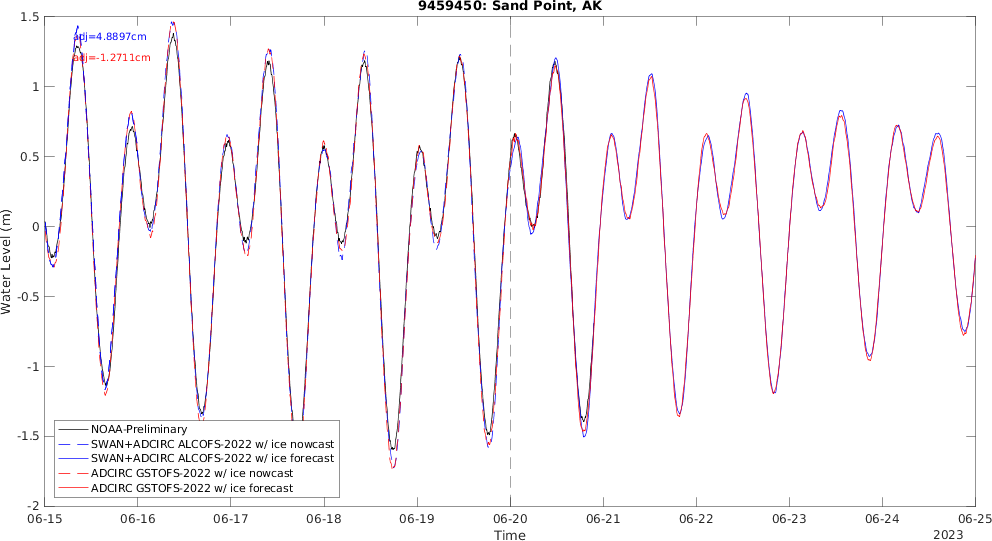 9459450: Sand Point, AK
adj=4.8897cm
adj=-1.2711cm
Water Level (m)
1.5
1
0.5
0
-0.5
-1
-1.5
-2
NOAA-Preliminary
SWAN+ADCIRC ALCOFS-2022 w/ ice nowcast
SWAN+ADCIRC ALCOFS-2022 w/ ice forecast
ADCIRC GSTOFS-2022 w/ ice nowcast
ADCIRC GSTOFS-2022 w/ ice forecast
06-15 06-16 06-17 06-18 06-19 06-20 06-21 06-22 06-23 06-24 06-25
Time
2023